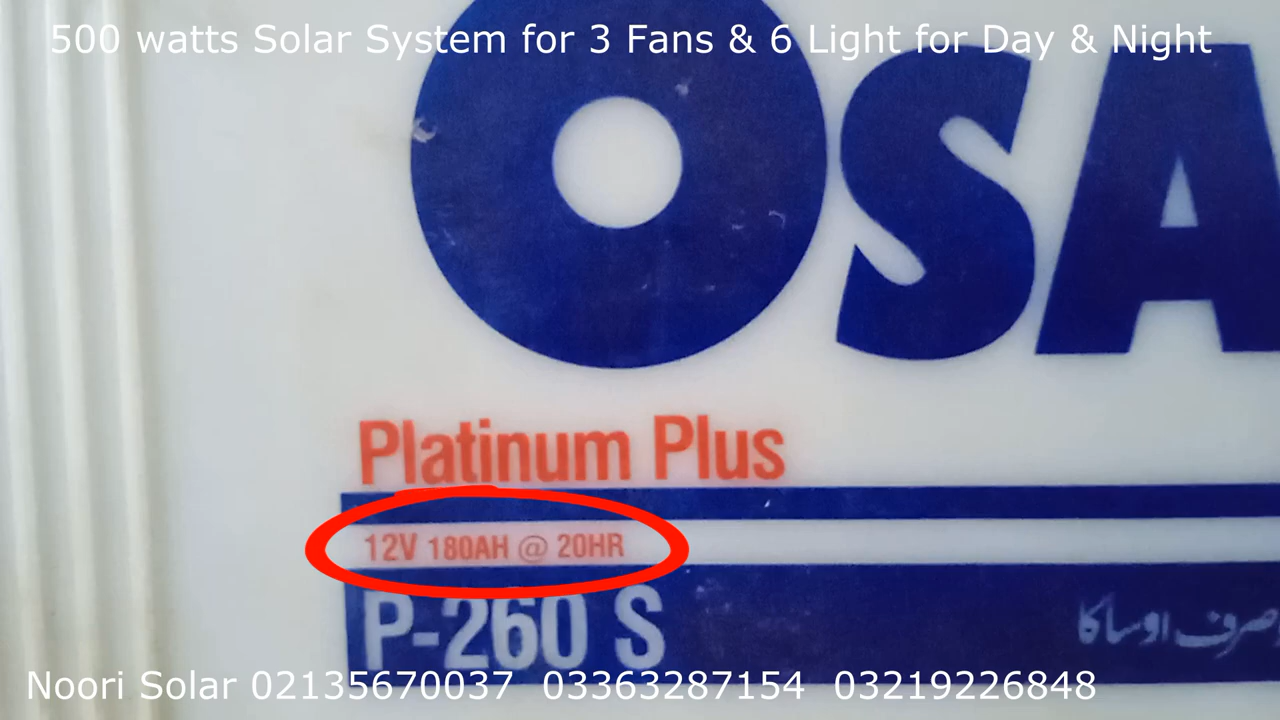 500 watts Solar System for 3 Fans & 6 Light for Day & Night
OSA
Platinum Plus
12V 180AH @ 20HR
P-260 S
صرف اوساکا
Noori Solar 02135670037 03363287154 03219226848